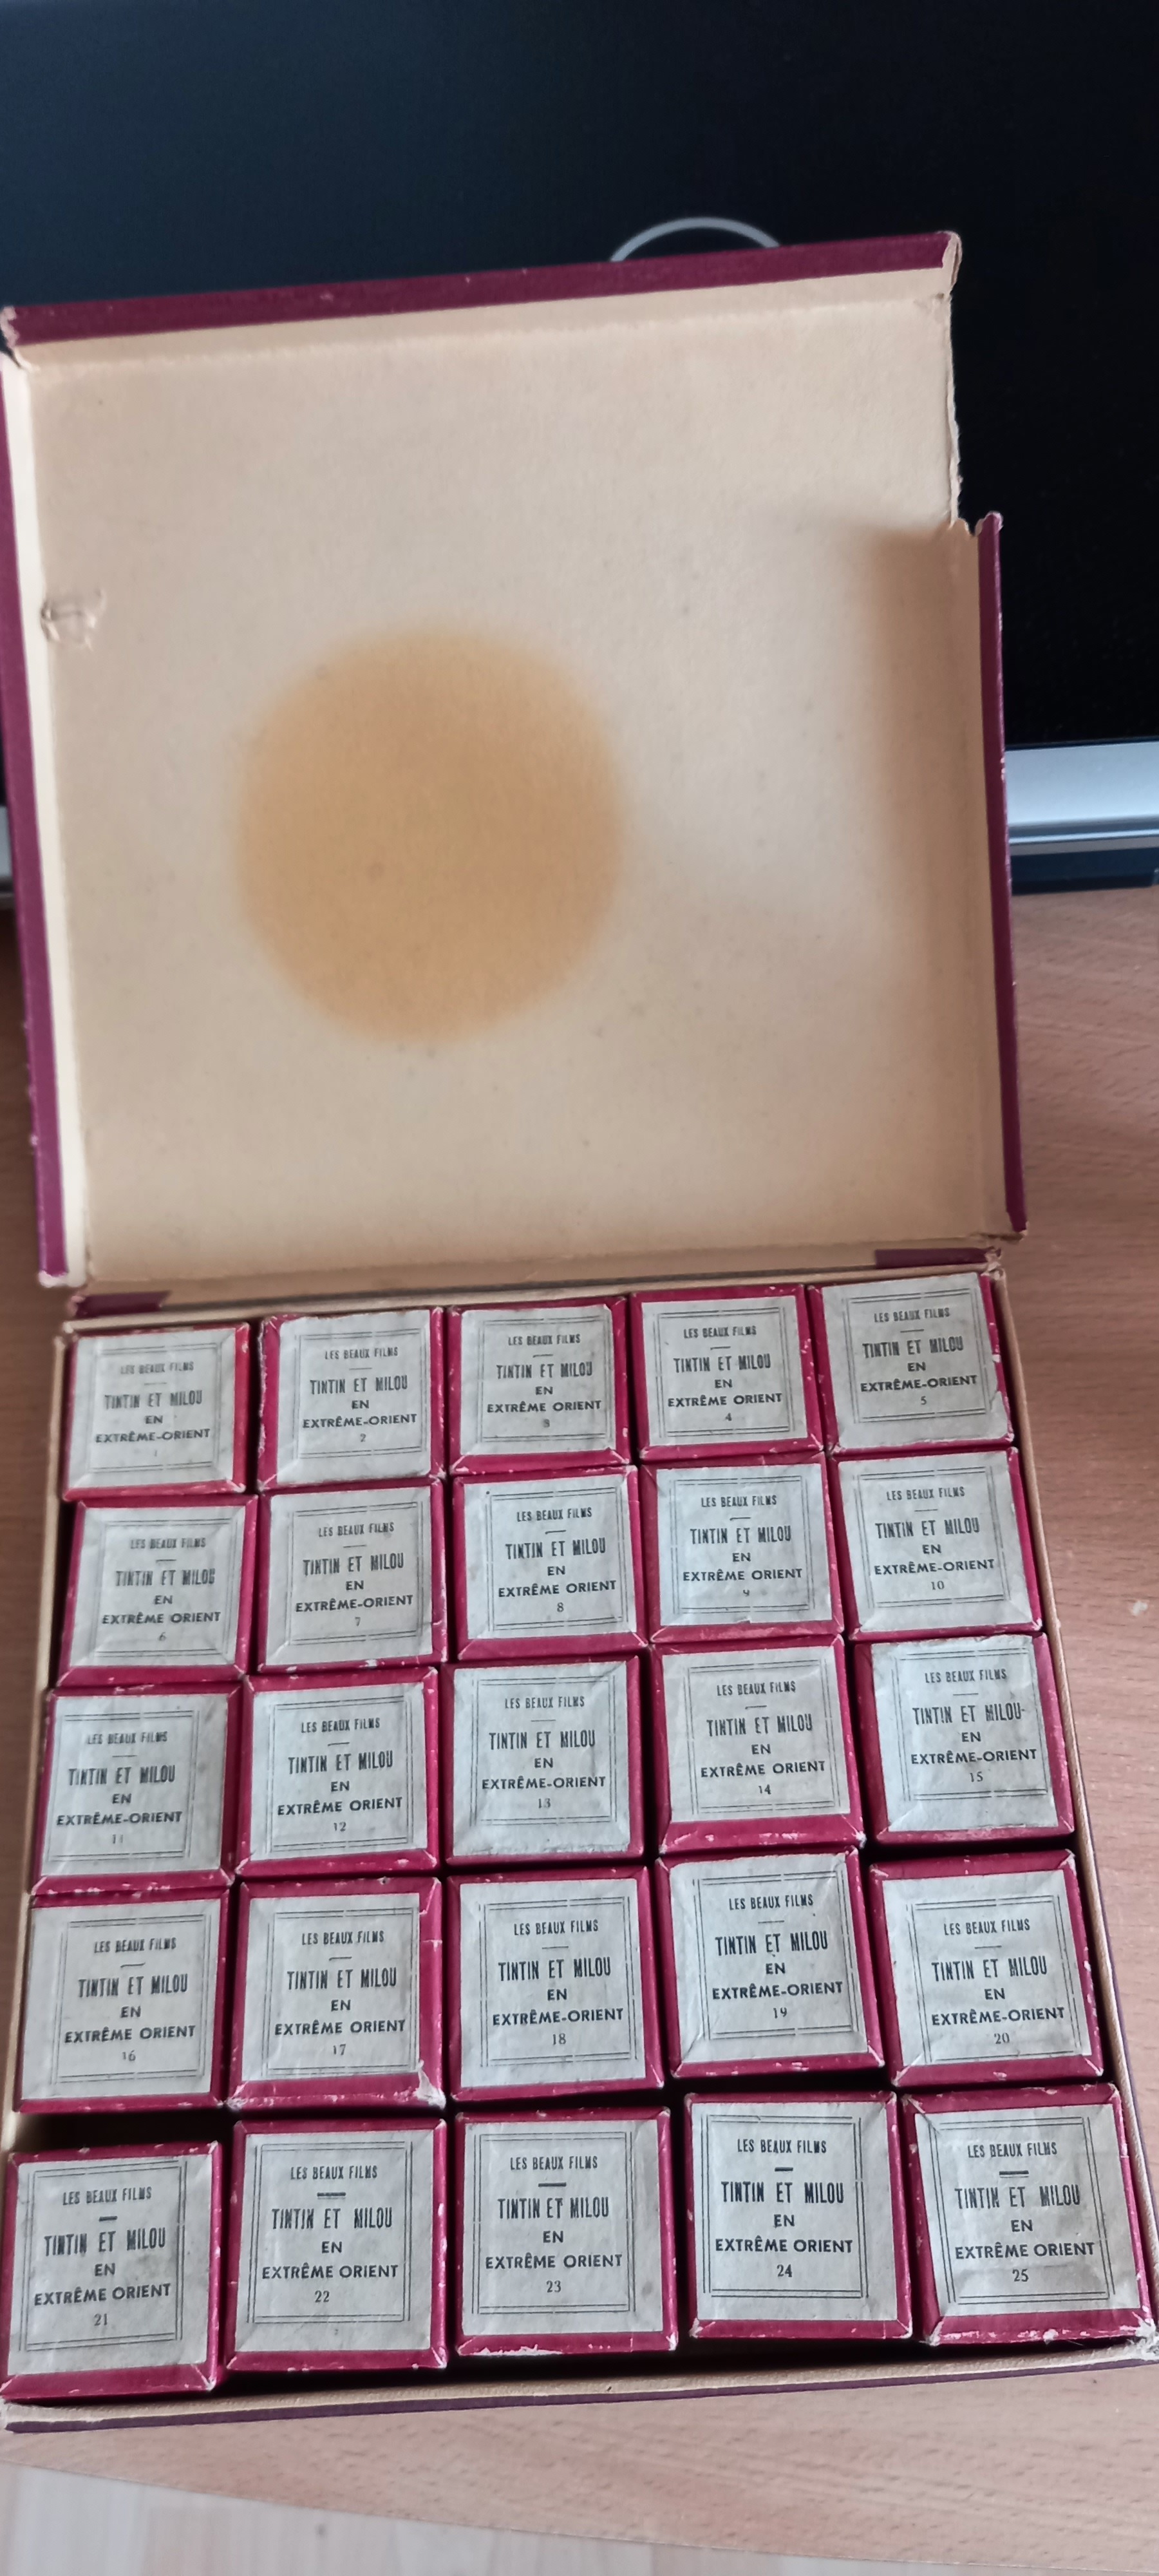 LES BEAUX FILMS
TINTIN ET MILOU
EN
EXTRÊME-ORIENT
1
LES BEAUX FILMS
TINTIN ET MILOU
EN
EXTRÊME-ORIENT
2
LES BEAUX FILMS
TINTIN ET MILOU
EN
EXTRÊME ORIENT
3
LES BEAUX FILMS
TINTIN ET MILOU
EN
EXTRÊME ORIENT
4
LES BEAUX FILMS
TINTIN ET MILOU
EN
EXTRÊME-ORIENT
5
LES BEAUX FILMS
TINTIN ET MILOU
EN
EXTRÊME ORIENT
6
LES BEAUX FILMS
TINTIN ET MILOU
EN
EXTRÊME-ORIENT
7
LES BEAUX FILMS
TINTIN ET MILOU
EN
EXTRÊME ORIENT
8
LES BEAUX FILMS
TINTIN ET MILOU
EN
EXTRÊME ORIENT
9
LES BEAUX FILMS
TINTIN ET MILOU
EN
EXTRÊME-ORIENT
10
LES BEAUX FILMS
TINTIN ET MILOU
EN
EXTRÊME-ORIENT
11
LES BEAUX FILMS
TINTIN ET MILOU
EN
EXTRÊME ORIENT
12
LES BEAUX FILMS
TINTIN ET MILOU
EN
EXTRÊME-ORIENT
13
LES BEAUX FILMS
TINTIN ET MILOU
EN
EXTRÊME ORIENT
14
LES BEAUX FILMS
TINTIN ET MILOU
EN
EXTRÊME-ORIENT
15
LES BEAUX FILMS
TINTIN ET MILOU
EN
EXTRÊME ORIENT
16
LES BEAUX FILMS
TINTIN ET MILOU
EN
EXTRÊME ORIENT
17
LES BEAUX FILMS
TINTIN ET MILOU
EN
EXTRÊME-ORIENT
18
LES BEAUX FILMS
TINTIN ET MILOU
EN
EXTRÊME-ORIENT
19
LES BEAUX FILMS
TINTIN ET MILOU
EN
EXTRÊME-ORIENT
20
LES BEAUX FILMS
TINTIN ET MILOU
EN
EXTRÊME ORIENT
21
LES BEAUX FILMS
TINTIN ET MILOU
EN
EXTRÊME ORIENT
22
LES BEAUX FILMS
TINTIN ET MILOU
EN
EXTRÊME ORIENT
23
LES BEAUX FILMS
TINTIN ET MILOU
EN
EXTRÊME ORIENT
24
LES BEAUX FILMS
TINTIN ET MILOU
EN
EXTRÊME ORIENT
25